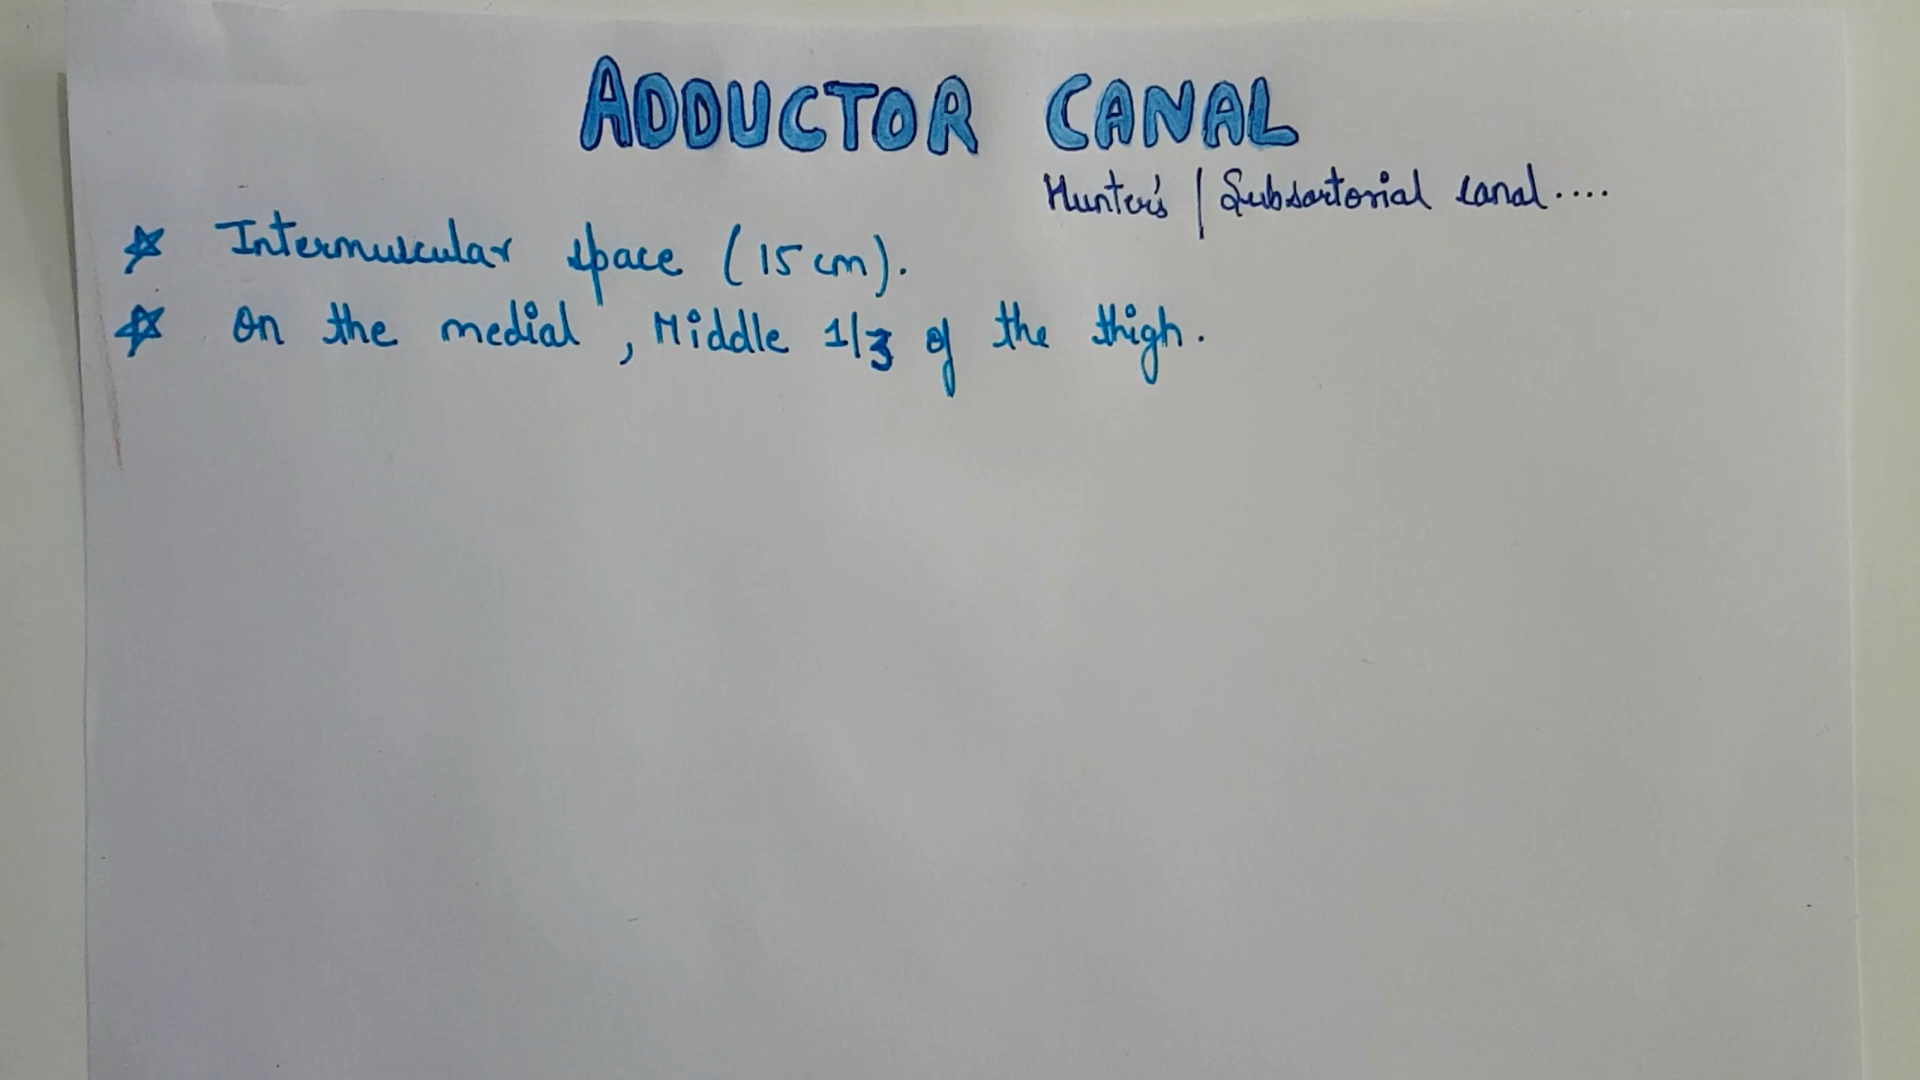 ADDUCTOR CANAL
Hunter's | Subsartorial canal....
☆ Intermuscular space (15 cm).
☆ On the medial, Middle 1/3 of the thigh.